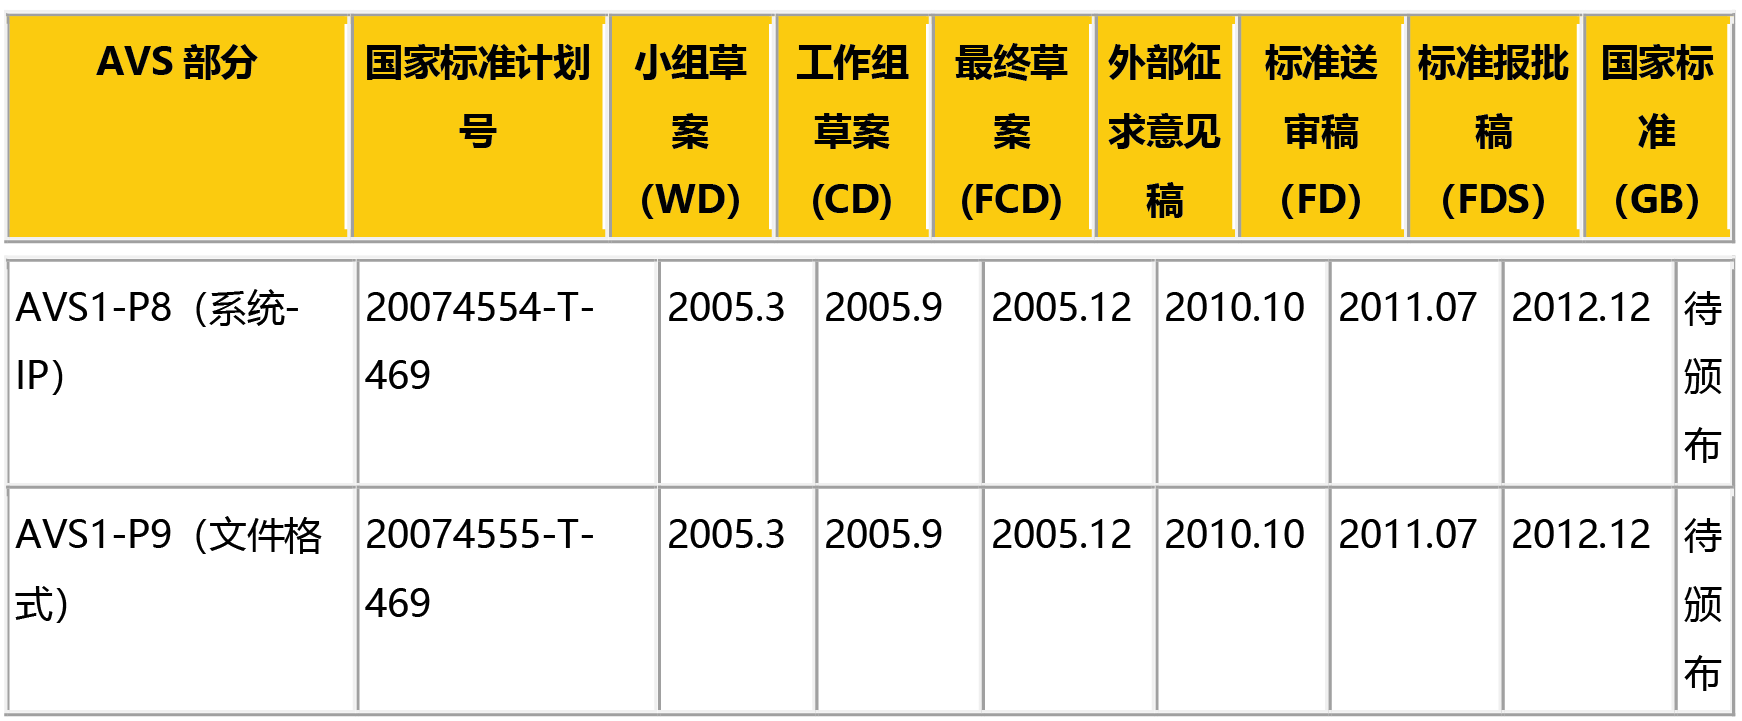 AVS 部分
国家标准计划
号
小组草
案
（WD）
工作组
草案
(CD)
最终草
案
(FCD)
外部征
求意见
稿
标准送
审稿
（FD）
标准报批
稿
（FDS）
国家标
准
（GB）
AVS1-P8（系统-
IP）
20074554-T-
469
2005.3
2005.9
2005.12
2010.10
2011.07
2012.12
待
颁
布
AVS1-P9（文件格
式）
20074555-T-
469
2005.3
2005.9
2005.12
2010.10
2011.07
2012.12
待
颁
布